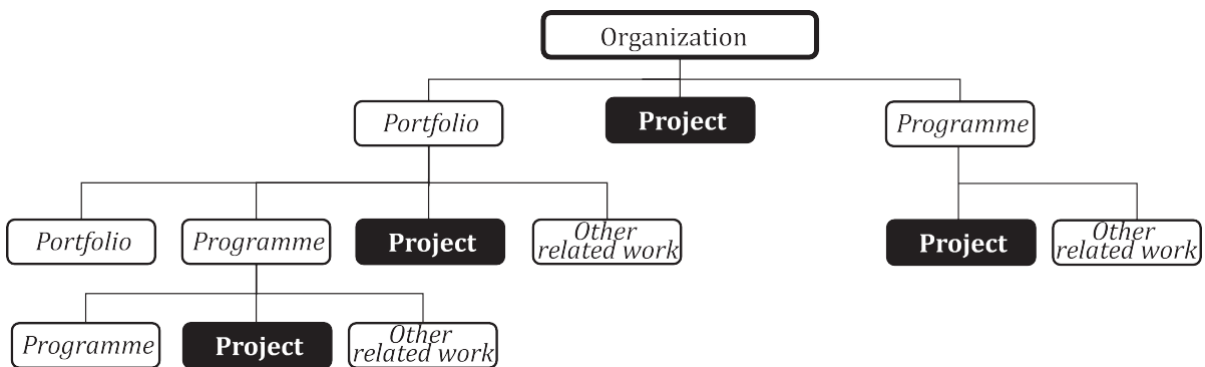 Organization
Portfolio
Project
Programme
Portfolio
Programme
Project
Other
related work
Project
Other
related work
Programme
Project
Other
related work